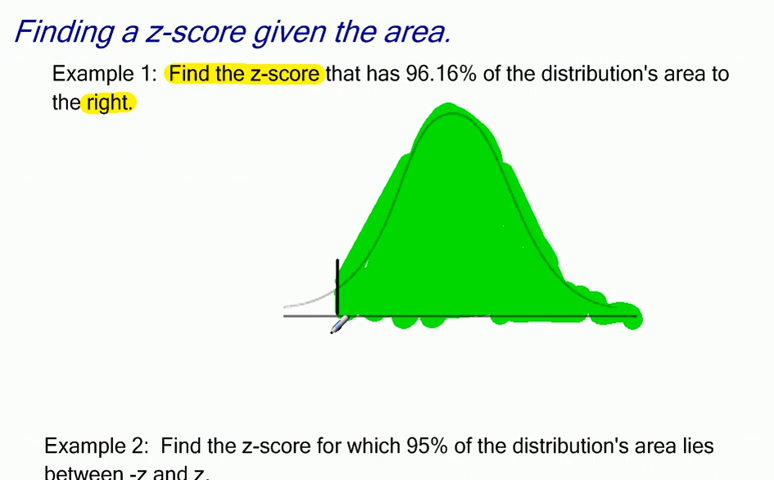 Finding a z-score given the area.
Example 1: Find the z-score that has 96.16% of the distribution's area to
the right.
Example 2: Find the z-score for which 95% of the distribution's area lies
between -z and z.